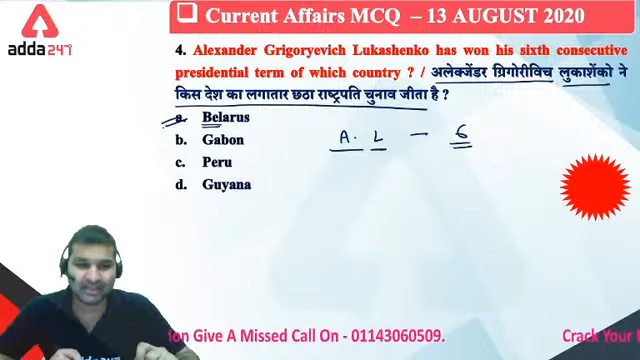 Current Affairs MCQ – 13 AUGUST 2020
adda247
4. Alexander Grigoryevich Lukashenko has won his sixth consecutive
presidential term of which country ? / अलेक्जेंडर ग्रिगोरीविच लुकाशेंको ने
किस देश का लगातार छठा राष्ट्रपति चुनाव जीता है ?
a. Belarus
b. Gabon
c. Peru
d. Guyana
A. L – 6
ion Give A Missed Call On - 01143060509. Crack Your